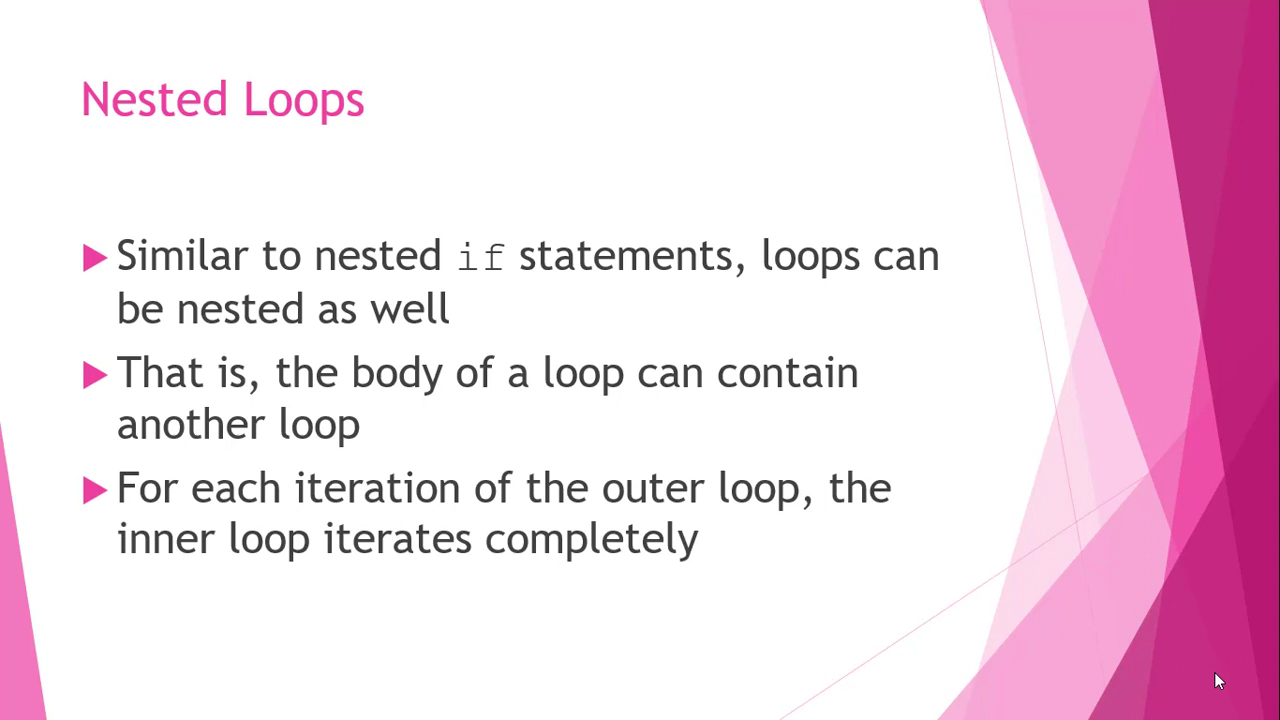 Nested Loops
Similar to nested if statements, loops can
be nested as well
That is, the body of a loop can contain
another loop
For each iteration of the outer loop, the
inner loop iterates completely